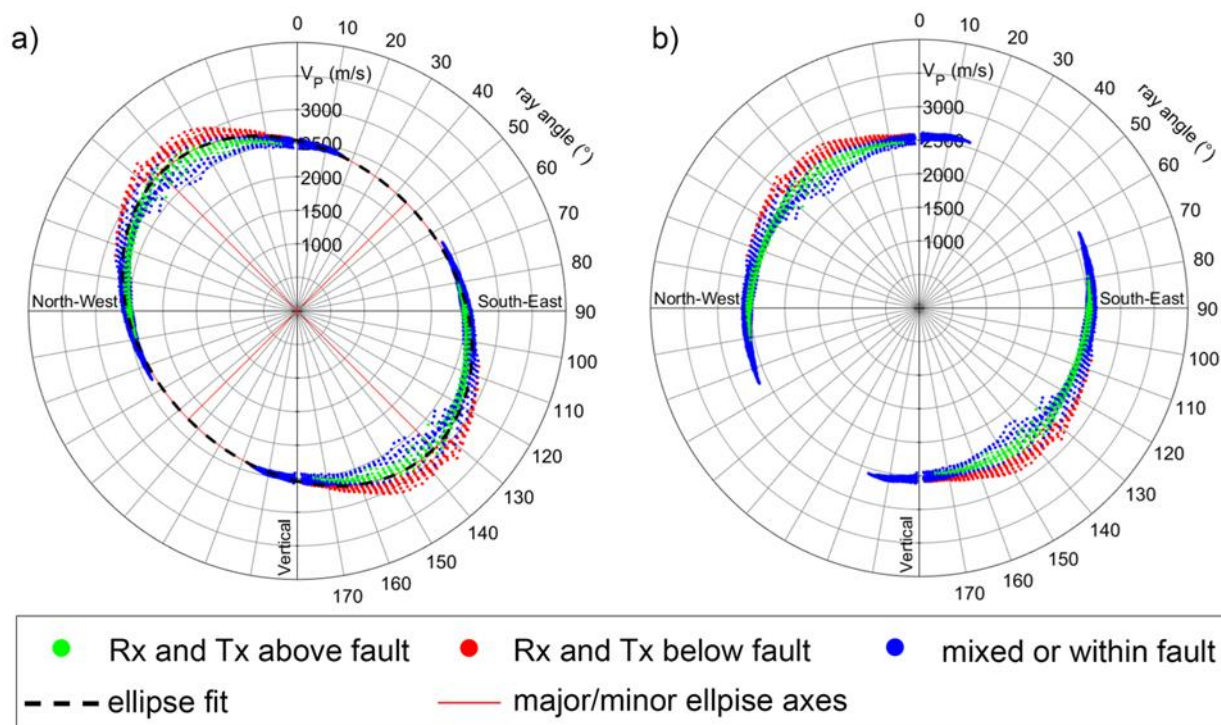 a)
0
10
20
30
40
50
60
70
80
90
100
110
120
130
140
150
160
170
ray angle (°)
V_P (m/s)
3000
2500
2000
1500
1000
North-West
South-East
Vertical
b)
0
10
20
30
40
50
60
70
80
90
100
110
120
130
140
150
160
170
ray angle (°)
V_P (m/s)
3000
2500
2000
1500
1000
North-West
South-East
Vertical
Rx and Tx above fault
Rx and Tx below fault
mixed or within fault
ellipse fit
major/minor ellpise axes